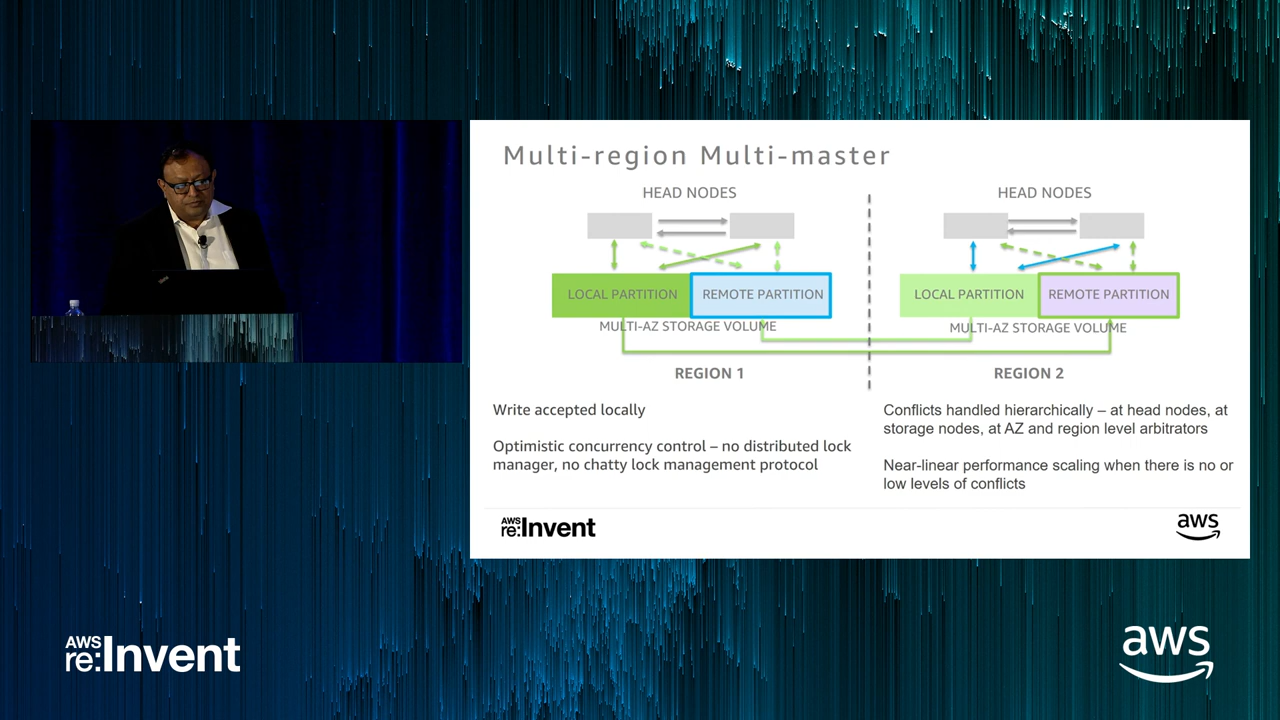 Multi-region Multi-master
HEAD NODES
HEAD NODES
LOCAL PARTITION
REMOTE PARTITION
LOCAL PARTITION
REMOTE PARTITION
MULTI-AZ STORAGE VOLUME
MULTI-AZ STORAGE VOLUME
REGION 1
REGION 2
Write accepted locally
Optimistic concurrency control – no distributed lock
manager, no chatty lock management protocol
Conflicts handled hierarchically – at head nodes, at
storage nodes, at AZ and region level arbitrators
Near-linear performance scaling when there is no or
low levels of conflicts
AWS
re:Invent
aws
AWS
re:Invent
aws